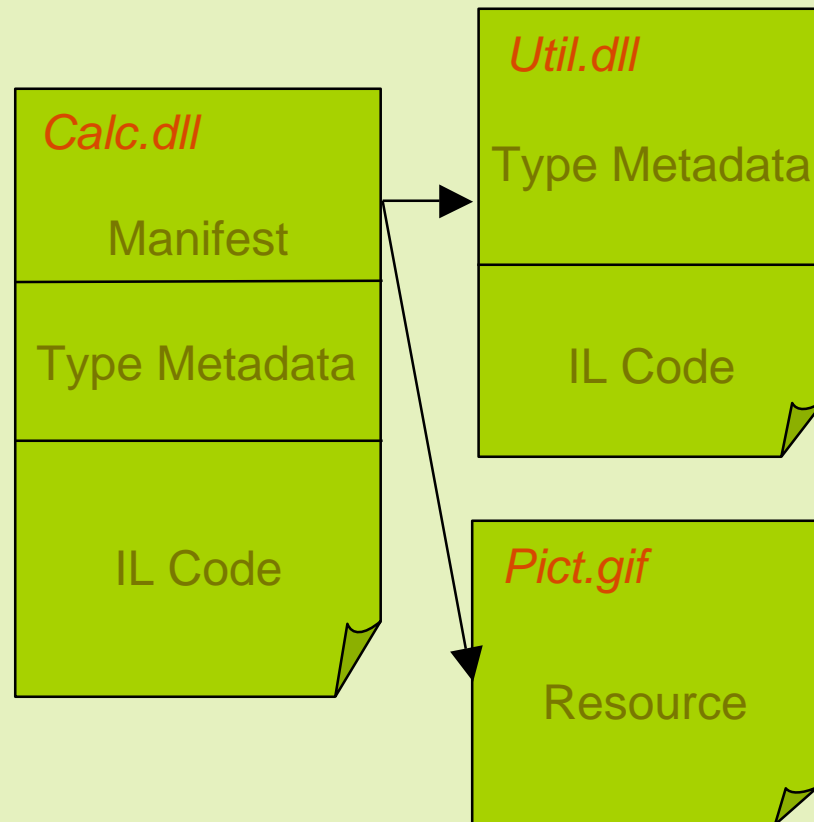 Calc.dll
Manifest
Type Metadata
IL Code
Util.dll
Type Metadata
IL Code
Pict.gif
Resource